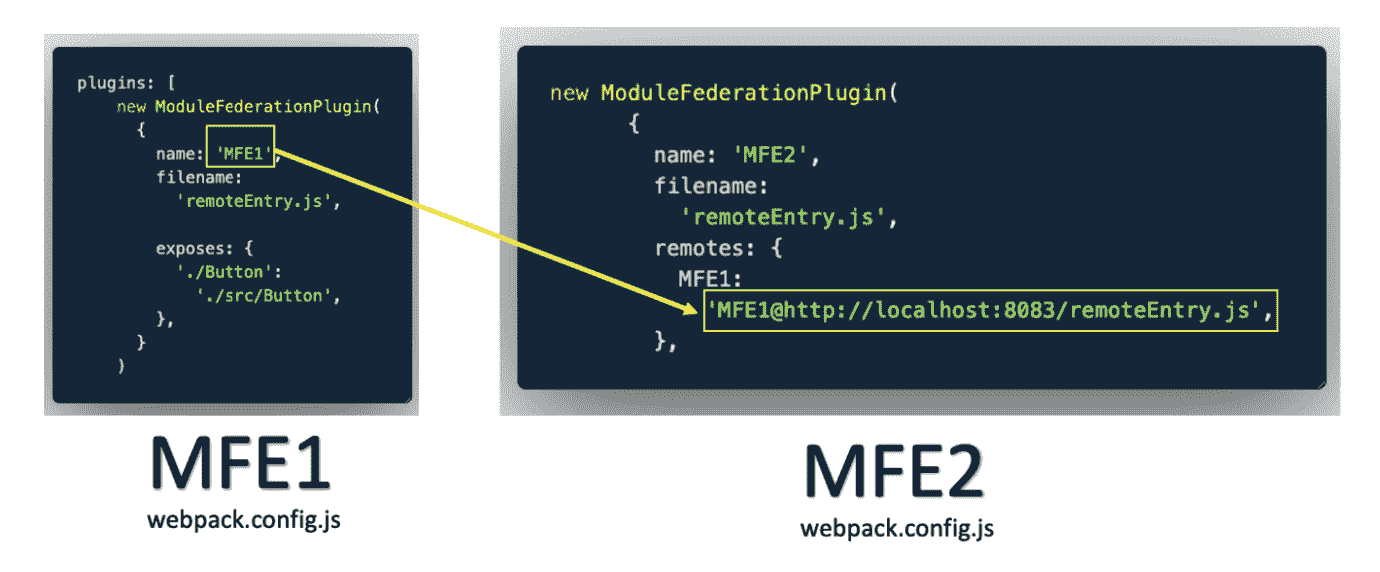 plugins: [
new ModuleFederationPlugin(
{
name: 'MFE1',
filename:
'remoteEntry.js',
exposes: {
'./Button':
'./src/Button',
},
}
)
MFE1
webpack.config.js
new ModuleFederationPlugin(
{
name: 'MFE2',
filename:
'remoteEntry.js',
remotes: {
MFE1:
'MFE1@http://localhost:8083/remoteEntry.js',
},
MFE2
webpack.config.js